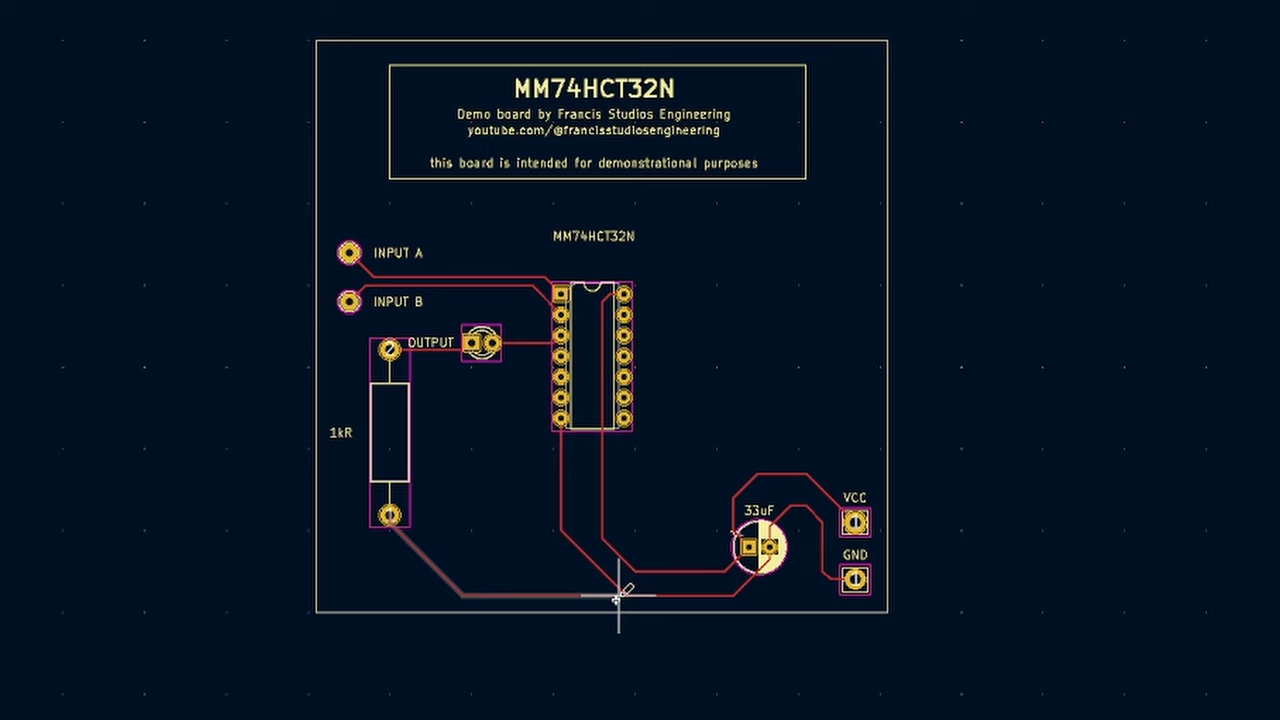 MM74HCT32N
Demo board by Francis Studios Engineering
youtube.com/@francisstudiosengineering
this board is intended for demonstrational purposes
MM74HCT32N
INPUT A
INPUT B
OUTPUT
1kR
VCC
33uF
GND